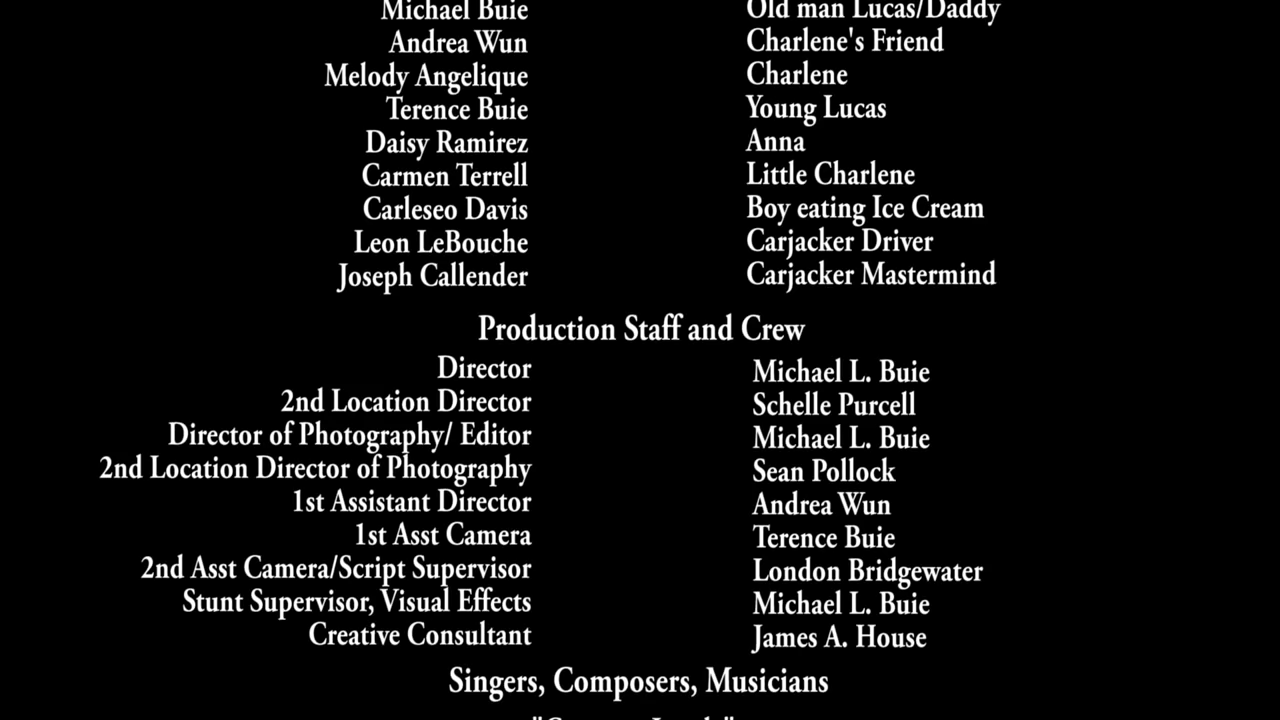 Michael Buie Old man Lucas/Daddy
Andrea Wun Charlene's Friend
Melody Angelique Charlene
Terence Buie Young Lucas
Daisy Ramirez Anna
Carmen Terrell Little Charlene
Carleseo Davis Boy eating Ice Cream
Leon LeBouche Carjacker Driver
Joseph Callender Carjacker Mastermind
Production Staff and Crew
Director Michael L. Buie
2nd Location Director Schelle Purcell
Director of Photography/ Editor Michael L. Buie
2nd Location Director of Photography Sean Pollock
1st Assistant Director Andrea Wun
1st Asst Camera Terence Buie
2nd Asst Camera/Script Supervisor London Bridgewater
Stunt Supervisor, Visual Effects Michael L. Buie
Creative Consultant James A. House
Singers, Composers, Musicians